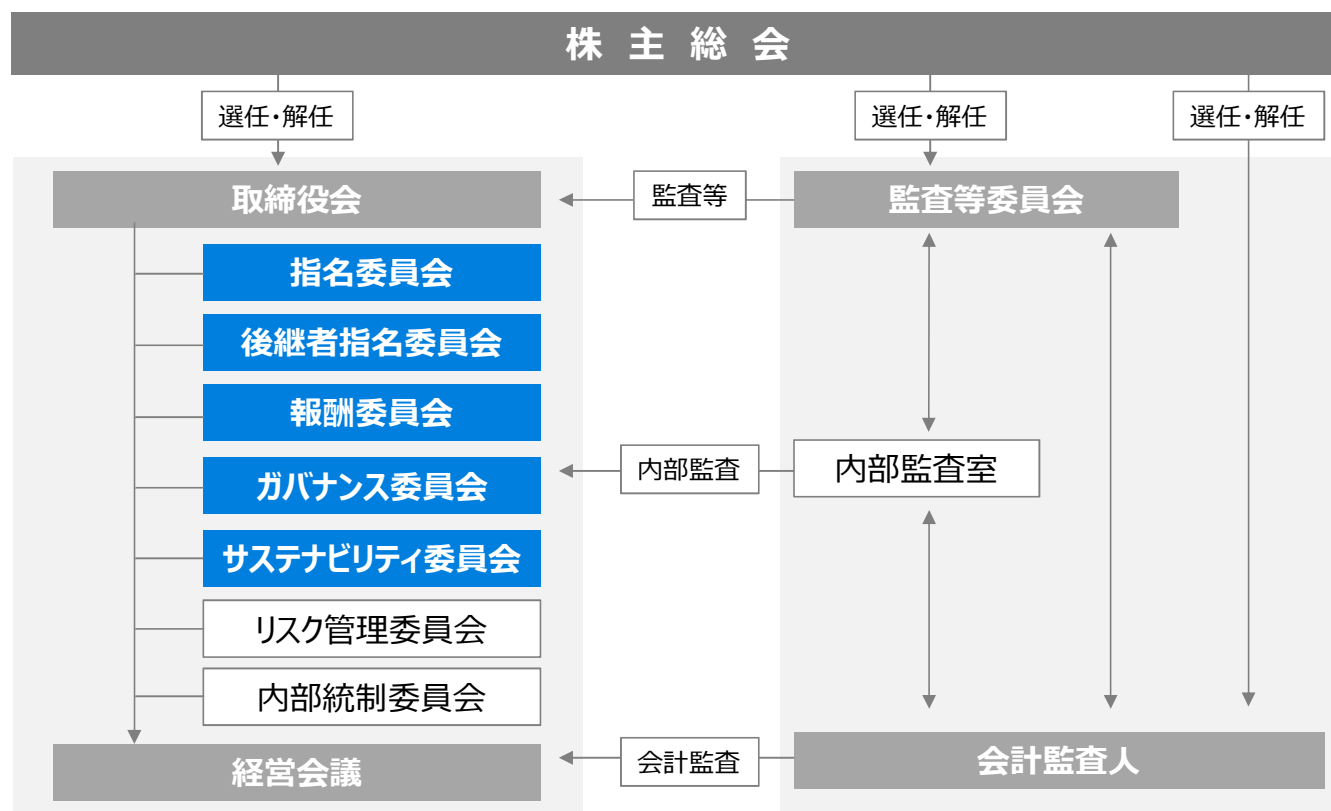 株主総会
選任・解任
選任・解任
選任・解任
取締役会
監査等
監査等委員会
指名委員会
後継者指名委員会
報酬委員会
ガバナンス委員会
内部監査
内部監査室
サステナビリティ委員会
リスク管理委員会
内部統制委員会
経営会議
会計監査
会計監査人